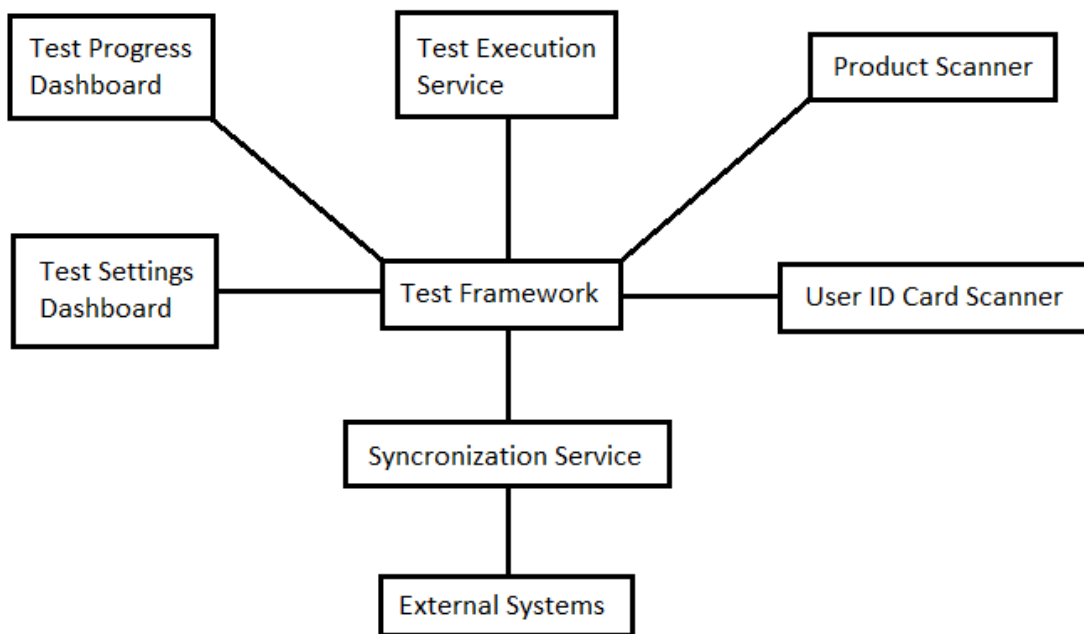 Test Progress
Dashboard
Test Execution
Service
Product Scanner
Test Settings
Dashboard
Test Framework
User ID Card Scanner
Syncronization Service
External Systems